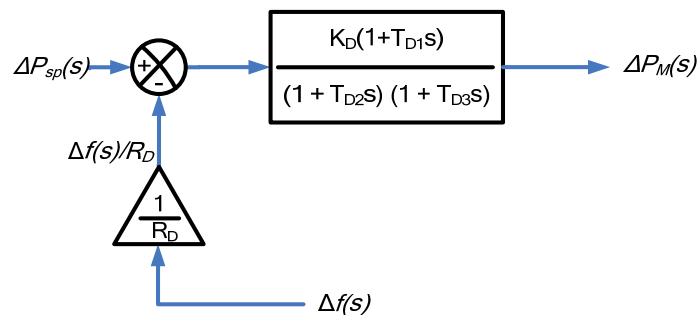 K_D(1+T_D1s)
(1 + T_D2s) (1 + T_D3s)
ΔP_sp(s)
+
-
ΔP_M(s)
Δf(s)/R_D
1
R_D
Δf(s)